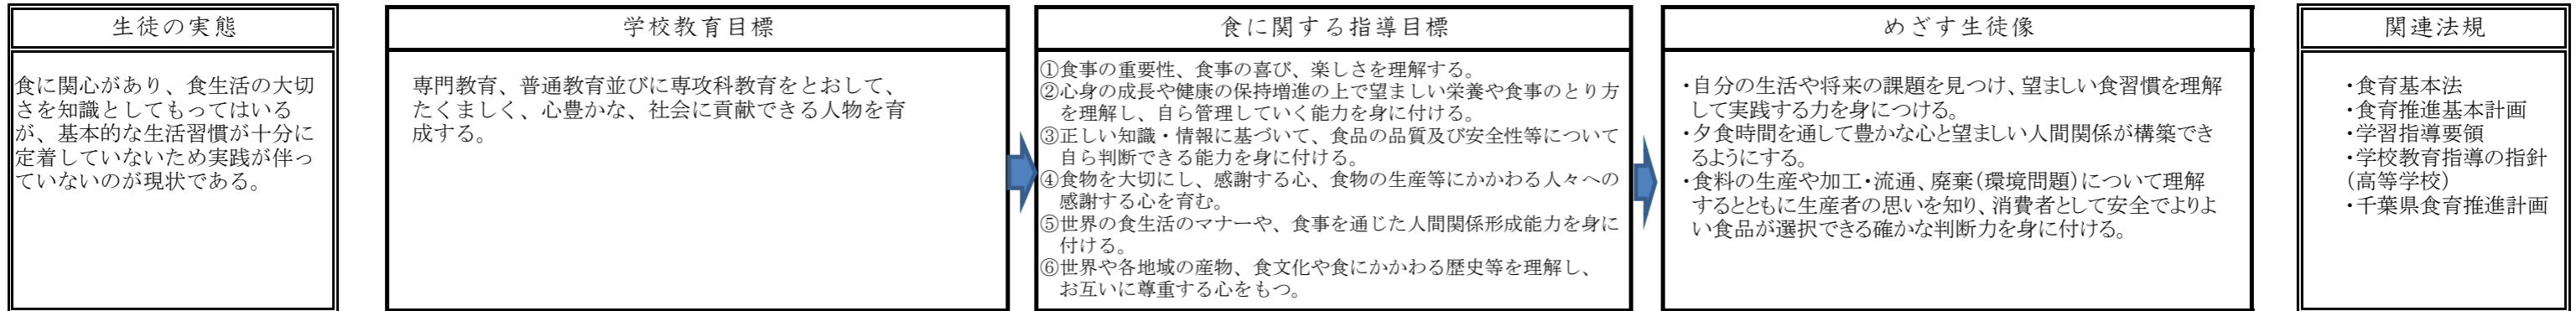 生徒の実態
食に関心があり、食生活の大切
さを知識としてもってはいる
が、基本的な生活習慣が十分に
定着していないため実践が伴っ
ていないのが現状である。
学校教育目標
専門教育、普通教育並びに専攻科教育をとおして、
たくましく、心豊かな、社会に貢献できる人物を育
成する。
食に関する指導目標
①食事の重要性、食事の喜び、楽しさを理解する。
②心身の成長や健康の保持増進の上で望ましい栄養や食事のとり方
を理解し、自ら管理していく能力を身に付ける。
③正しい知識・情報に基づいて、食品の品質及び安全性等について
自ら判断できる能力を身に付ける。
④食物を大切にし、感謝する心、食物の生産等にかかわる人々への
感謝する心を育む。
⑤世界の食生活のマナーや、食事を通じた人間関係形成能力を身に
付ける。
⑥世界や各地域の産物、食文化や食にかかわる歴史等を理解し、
お互いに尊重する心をもつ。
めざす生徒像
・自分の生活や将来の課題を見つけ、望ましい食習慣を理解
して実践する力を身につける。
・夕食時間を通して豊かな心と望ましい人間関係が構築でき
るようにする。
・食料の生産や加工・流通、廃棄(環境問題)について理解
するとともに生産者の思いを知り、消費者として安全でよりよ
い食品が選択できる確かな判断力を身に付ける。
関連法規
・食育基本法
・食育推進基本計画
・学習指導要領
・学校教育指導の指針
(高等学校)
・千葉県食育推進計画